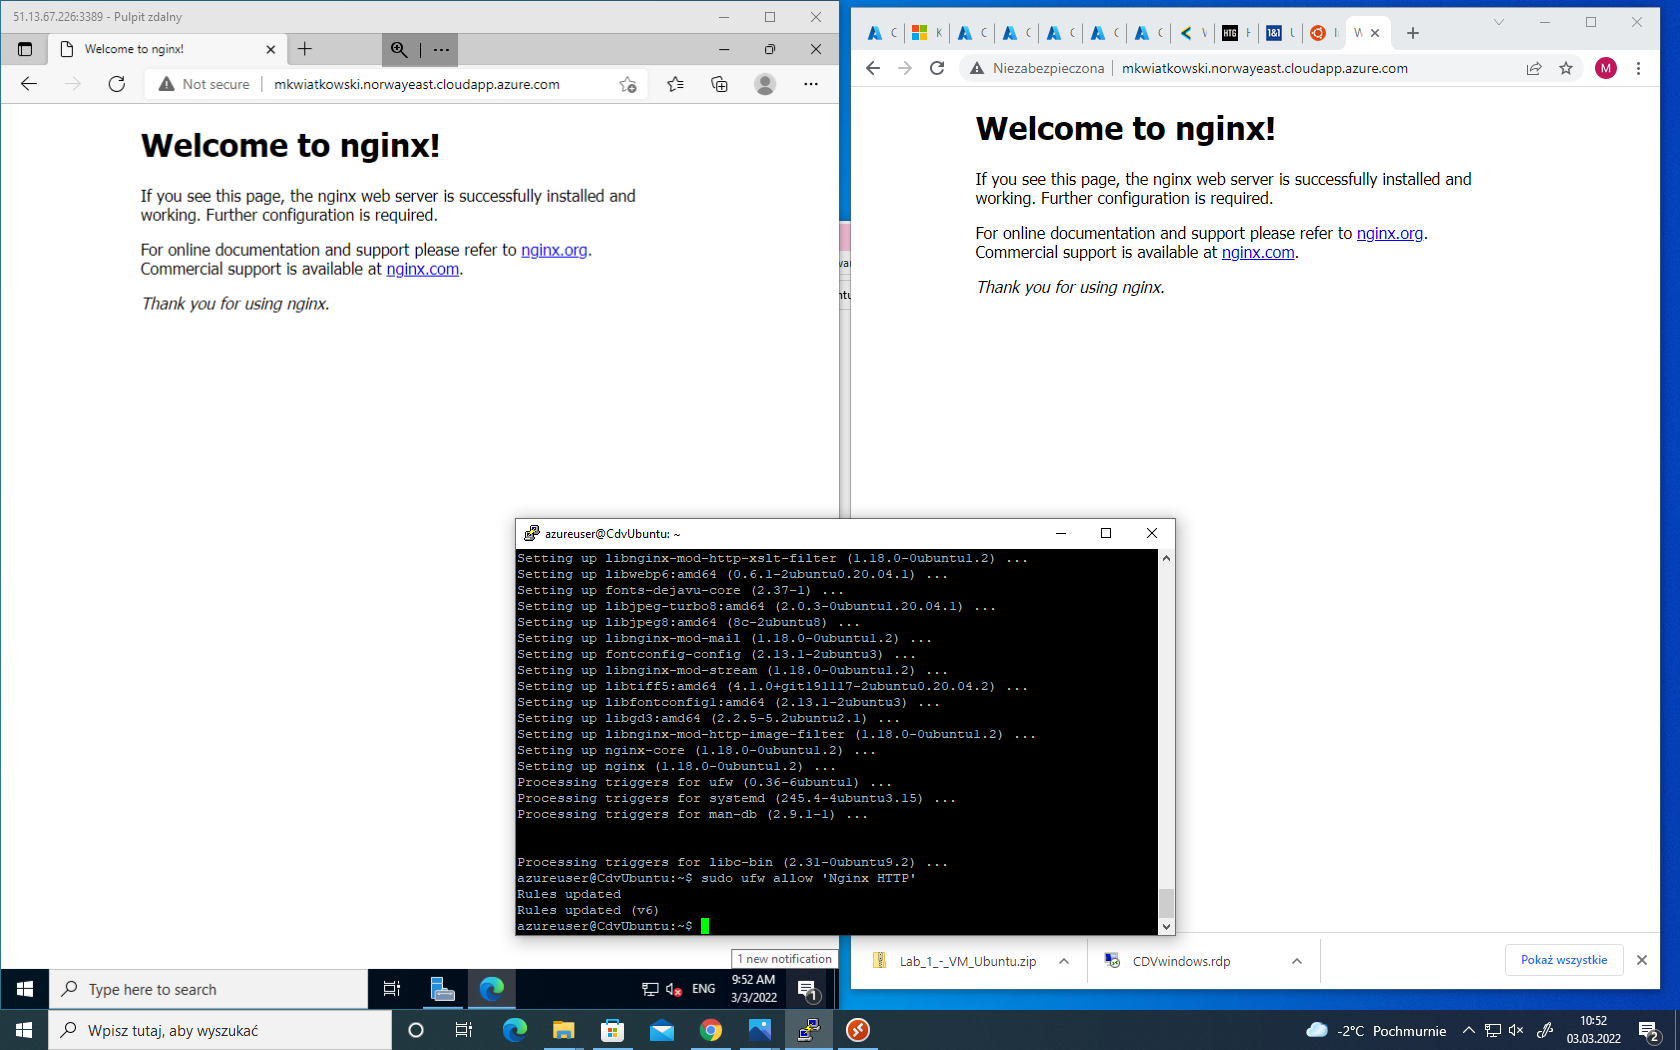 51.13.67.226:3389 - Pulpit zdalny
Welcome to nginx!
Not secure
mkwiatkowski.norwayeast.cloudapp.azure.com
Welcome to nginx!
If you see this page, the nginx web server is successfully installed and
working. Further configuration is required.
For online documentation and support please refer to nginx.org.
Commercial support is available at nginx.com.
Thank you for using nginx.
HTG
1&1
M
Niezabezpieczona
mkwiatkowski.norwayeast.cloudapp.azure.com
Welcome to nginx!
If you see this page, the nginx web server is successfully installed and
working. Further configuration is required.
For online documentation and support please refer to nginx.org.
Commercial support is available at nginx.com.
Thank you for using nginx.
azureuser@CdvUbuntu: ~
Setting up libnginx-mod-http-xslt-filter (1.18.0-0ubuntu1.2) ...
Setting up libwebp6:amd64 (0.6.1-2ubuntu0.20.04.1) ...
Setting up fonts-dejavu-core (2.37-1) ...
Setting up libjpeg-turbo8:amd64 (2.0.3-0ubuntu1.20.04.1) ...
Setting up libjpeg8:amd64 (8c-2ubuntu8) ...
Setting up libnginx-mod-mail (1.18.0-0ubuntu1.2) ...
Setting up fontconfig-config (2.13.1-2ubuntu3) ...
Setting up libnginx-mod-stream (1.18.0-0ubuntu1.2) ...
Setting up libtiff5:amd64 (4.1.0+git191117-2ubuntu0.20.04.2) ...
Setting up libfontconfig1:amd64 (2.13.1-2ubuntu3) ...
Setting up libgd3:amd64 (2.2.5-5.2ubuntu2.1) ...
Setting up libnginx-mod-http-image-filter (1.18.0-0ubuntu1.2) ...
Setting up nginx-core (1.18.0-0ubuntu1.2) ...
Setting up nginx (1.18.0-0ubuntu1.2) ...
Processing triggers for ufw (0.36-6ubuntu1) ...
Processing triggers for systemd (245.4-4ubuntu3.15) ...
Processing triggers for man-db (2.9.1-1) ...
Processing triggers for libc-bin (2.31-0ubuntu9.2) ...
azureuser@CdvUbuntu:~$ sudo ufw allow 'Nginx HTTP'
Rules updated
Rules updated (v6)
azureuser@CdvUbuntu:~$
1 new notification
Lab_1_-_VM_Ubuntu.zip
CDVwindows.rdp
Pokaż wszystkie
Type here to search
ENG
9:52 AM
3/3/2022
1
Wpisz tutaj, aby wyszukać
-2°C Pochmurnie
10:52
03.03.2022
2